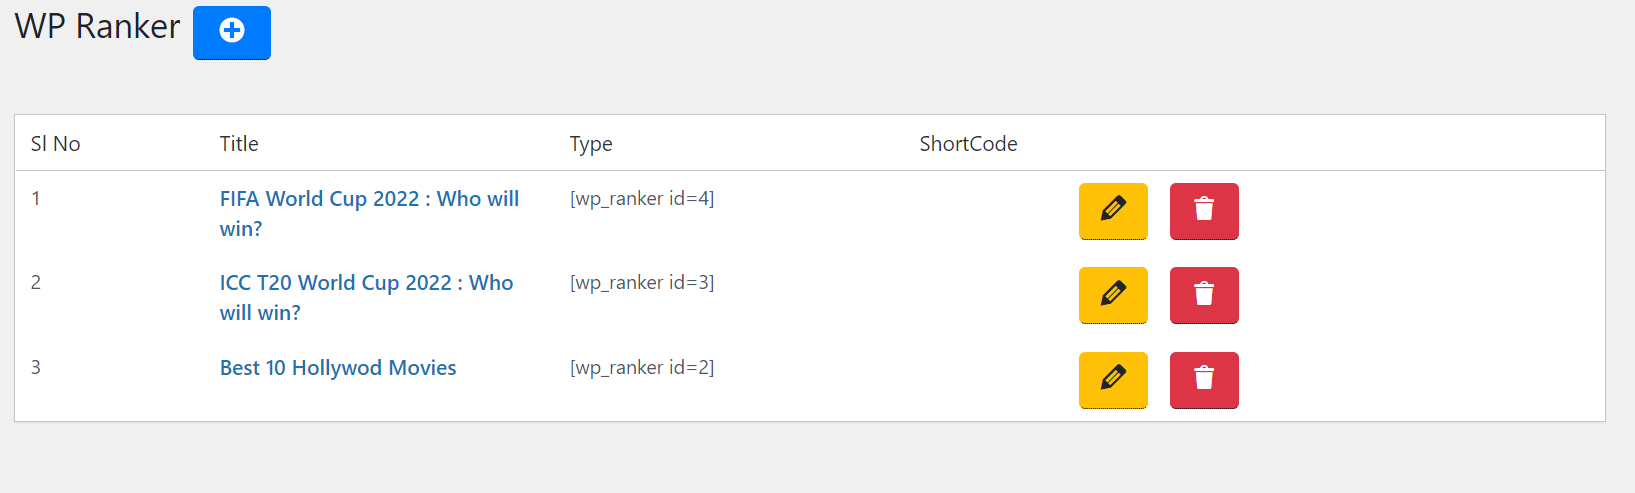 WP Ranker
Sl No Title Type ShortCode
1 FIFA World Cup 2022 : Who will [wp_ranker id=4]
win?
2 ICC T20 World Cup 2022 : Who [wp_ranker id=3]
will win?
3 Best 10 Hollywod Movies [wp_ranker id=2]